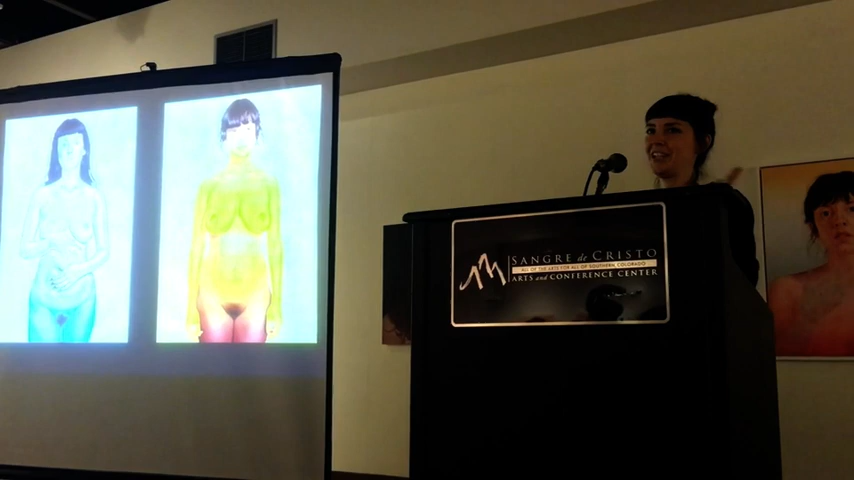 SANGRE de CRISTO
ALL OF THE ARTS FOR ALL OF SOUTHERN COLORADO
ARTS and CONFERENCE CENTER